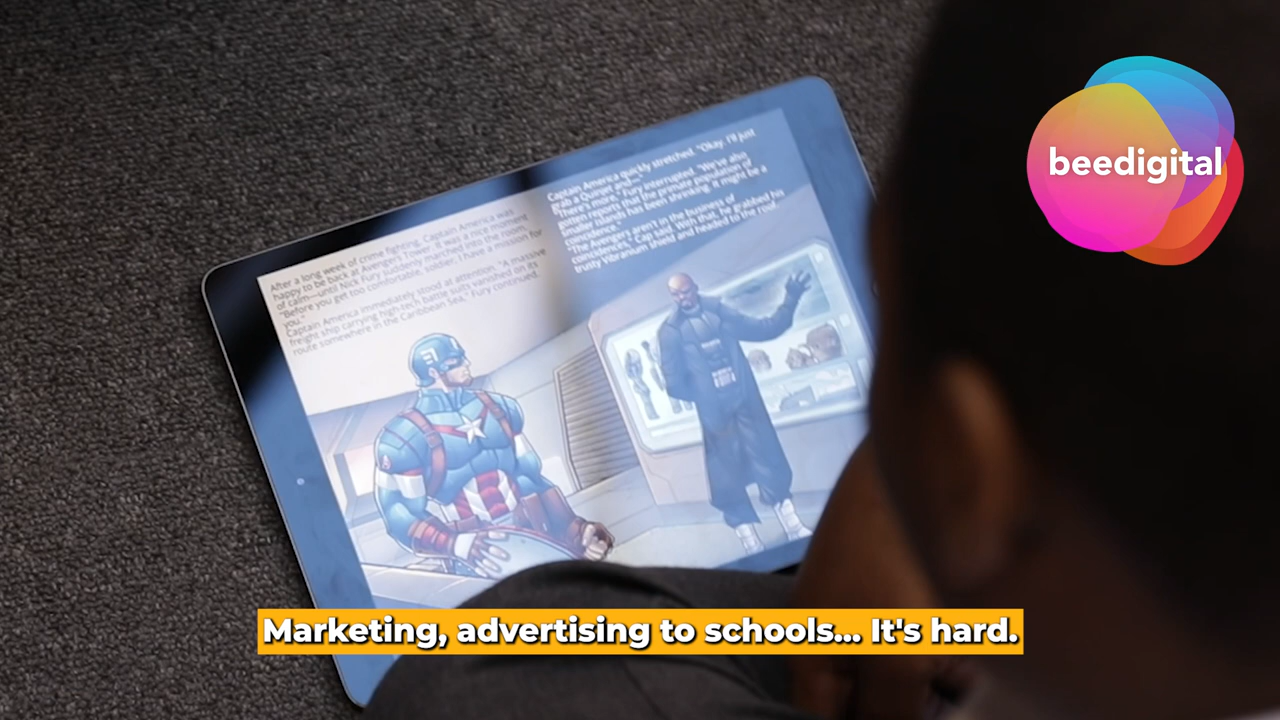 After a long week of crime fighting, Captain America was
happy to be back at Avengers Tower. It was a nice moment
of calm—until Nick Fury suddenly marched into the room.
"Before you get too comfortable, soldier, I have a mission for
you."
Captain America immediately stood at attention. "A massive
freight ship carrying high-tech battle suits vanished on its
route somewhere in the Caribbean Sea," Fury continued.
Captain America quickly stretched. "Okay. I'll just
grab a Quinjet and—"
"There's more," Fury interrupted. "We've also
gotten reports that the primate population of
smaller islands has been shrinking. It might be a
coincidence."
"The Avengers aren't in the business of
coincidences," Cap said. With that, he grabbed his
trusty Vibranium shield and headed to the roof.
beedigital
Marketing, advertising to schools... It's hard.